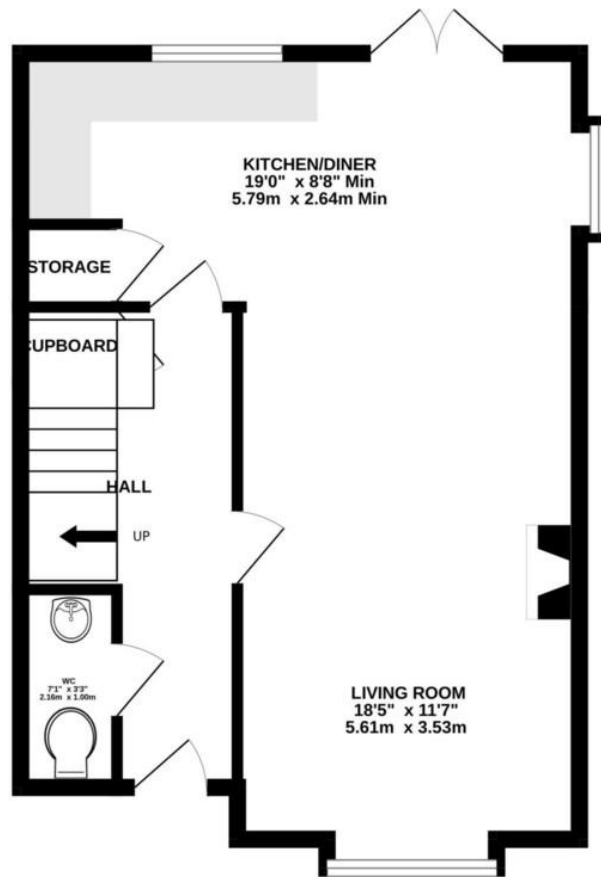 KITCHEN/DINER
19'0" x 8'8" Min
5.79m x 2.64m Min
STORAGE
CUPBOARD
HALL
UP
WC
7'1" x 3'3"
2.16m x 1.00m
LIVING ROOM
18'5" x 11'7"
5.61m x 3.53m